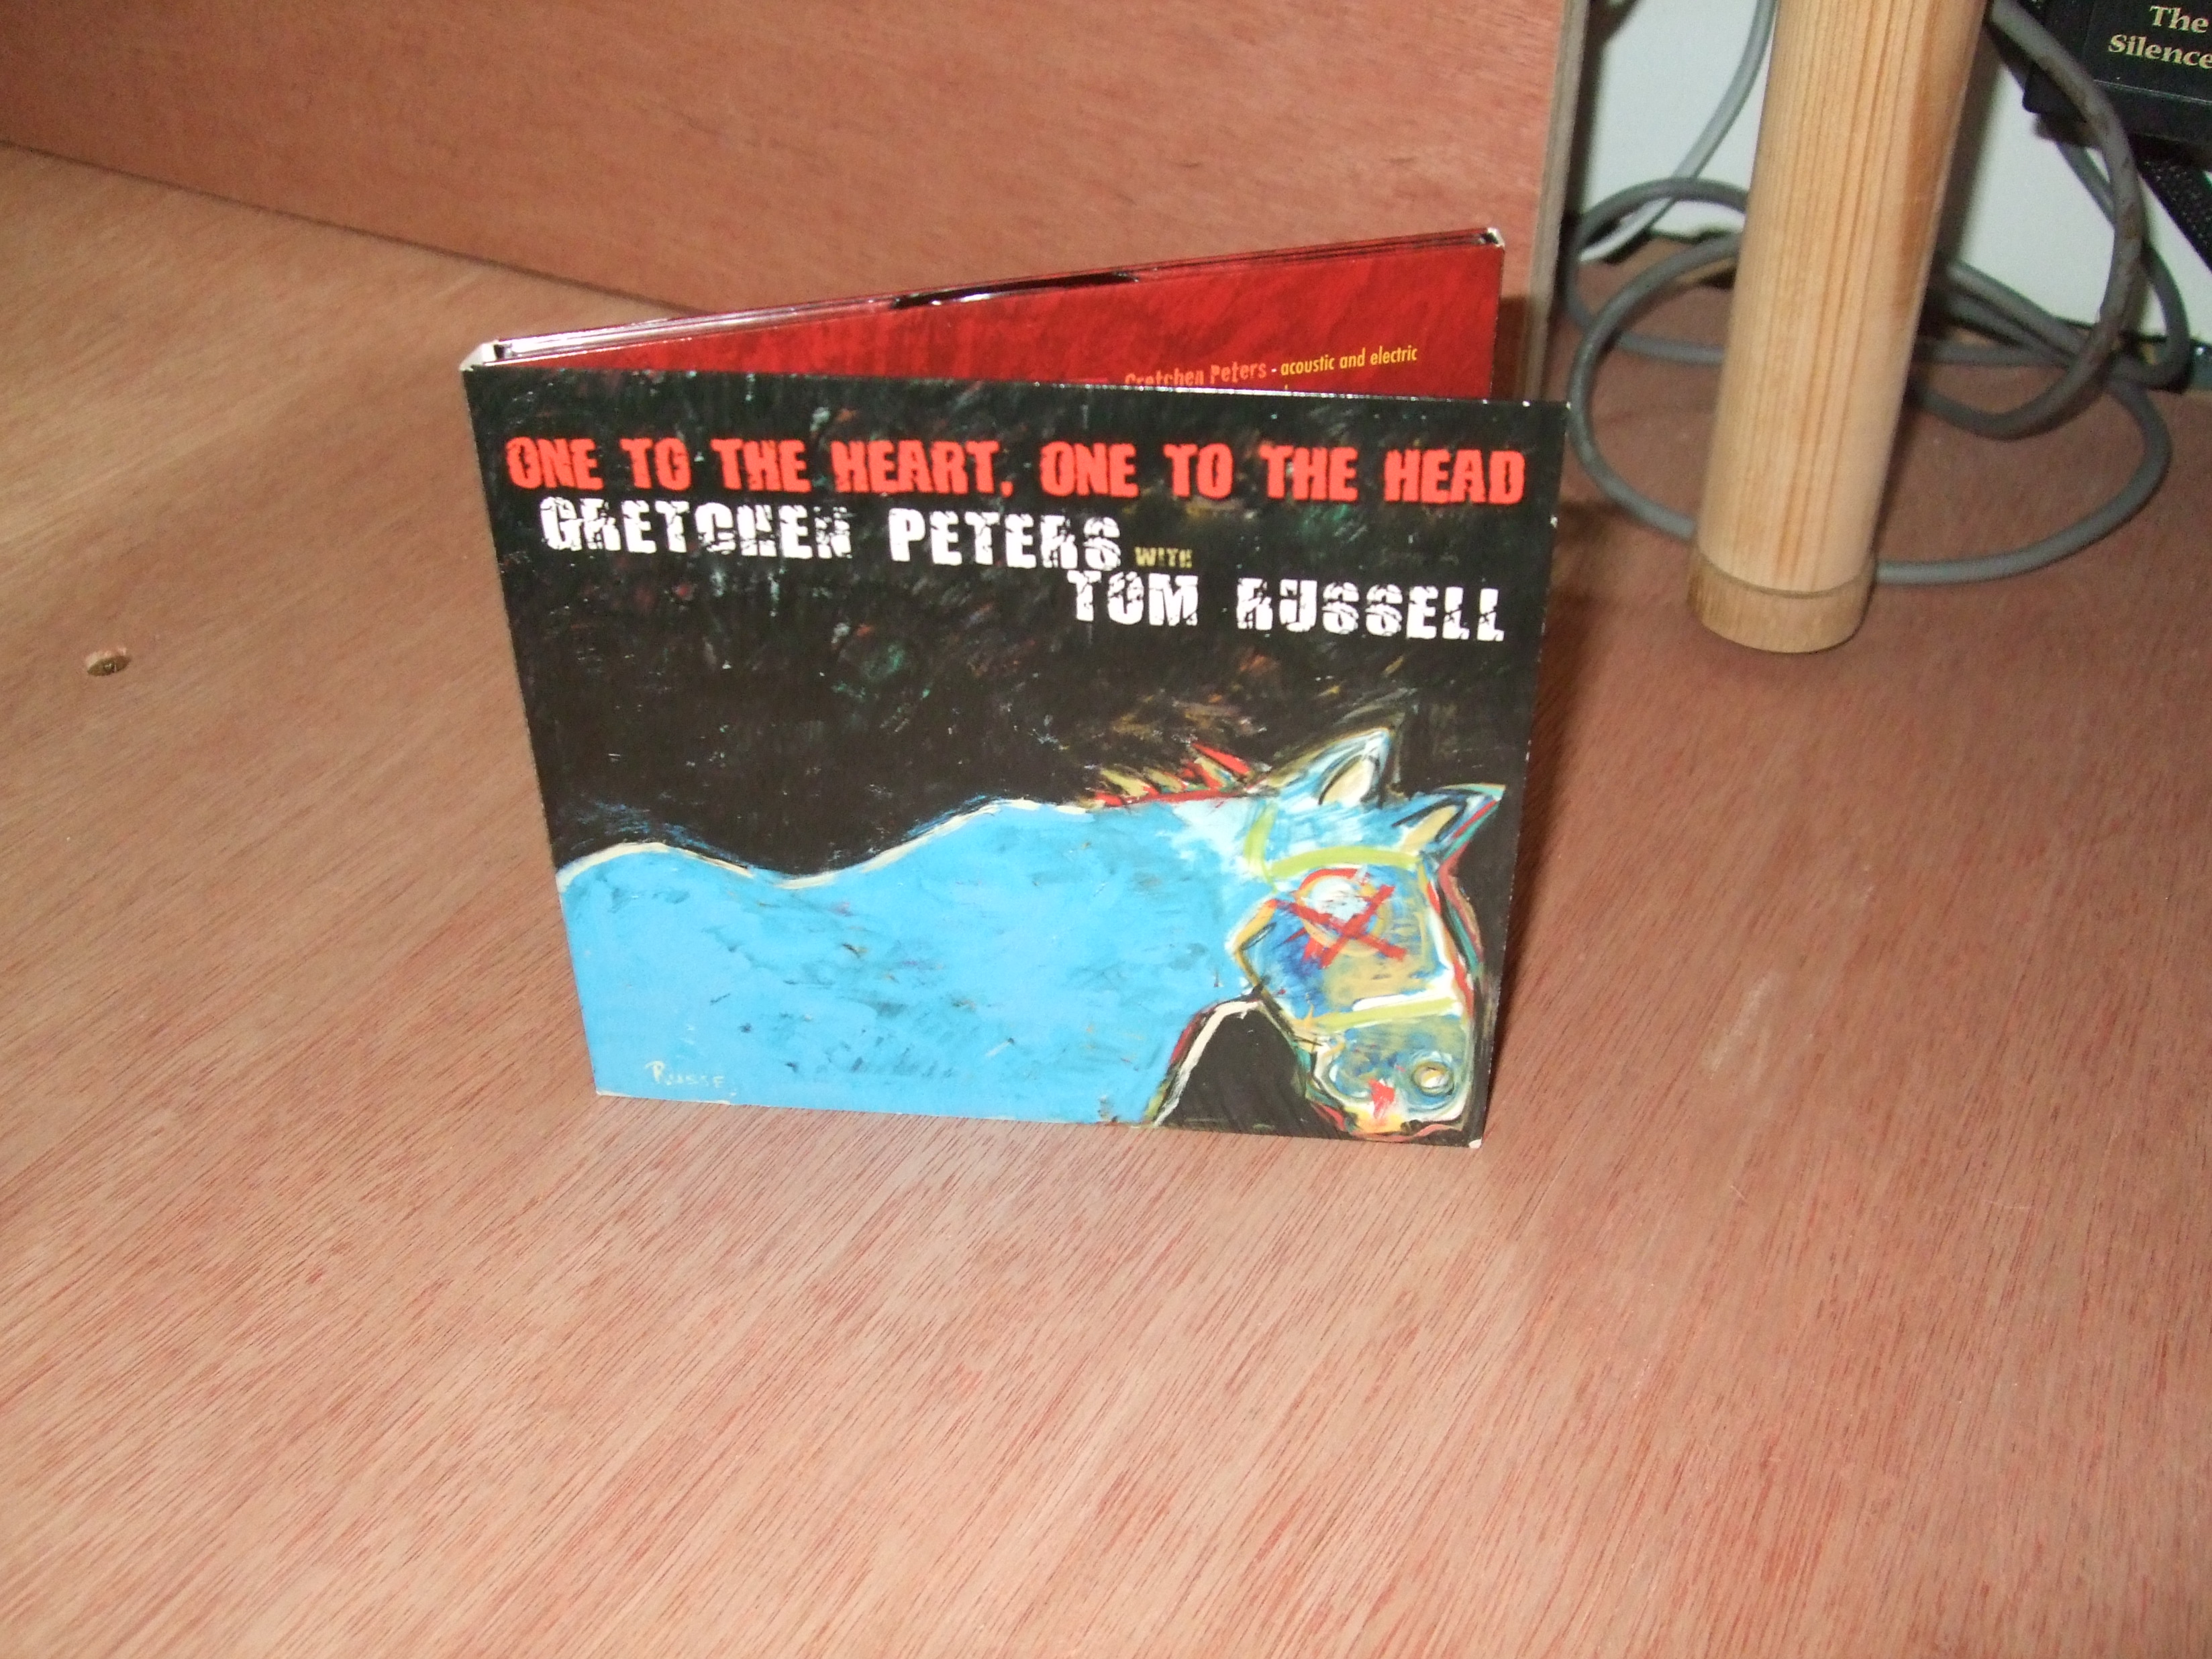 The
Silence
Gretchen Peters - acoustic and electric
ONE TO THE HEART, ONE TO THE HEAD
GRETCHEN PETERS WITH
TOM RUSSELL